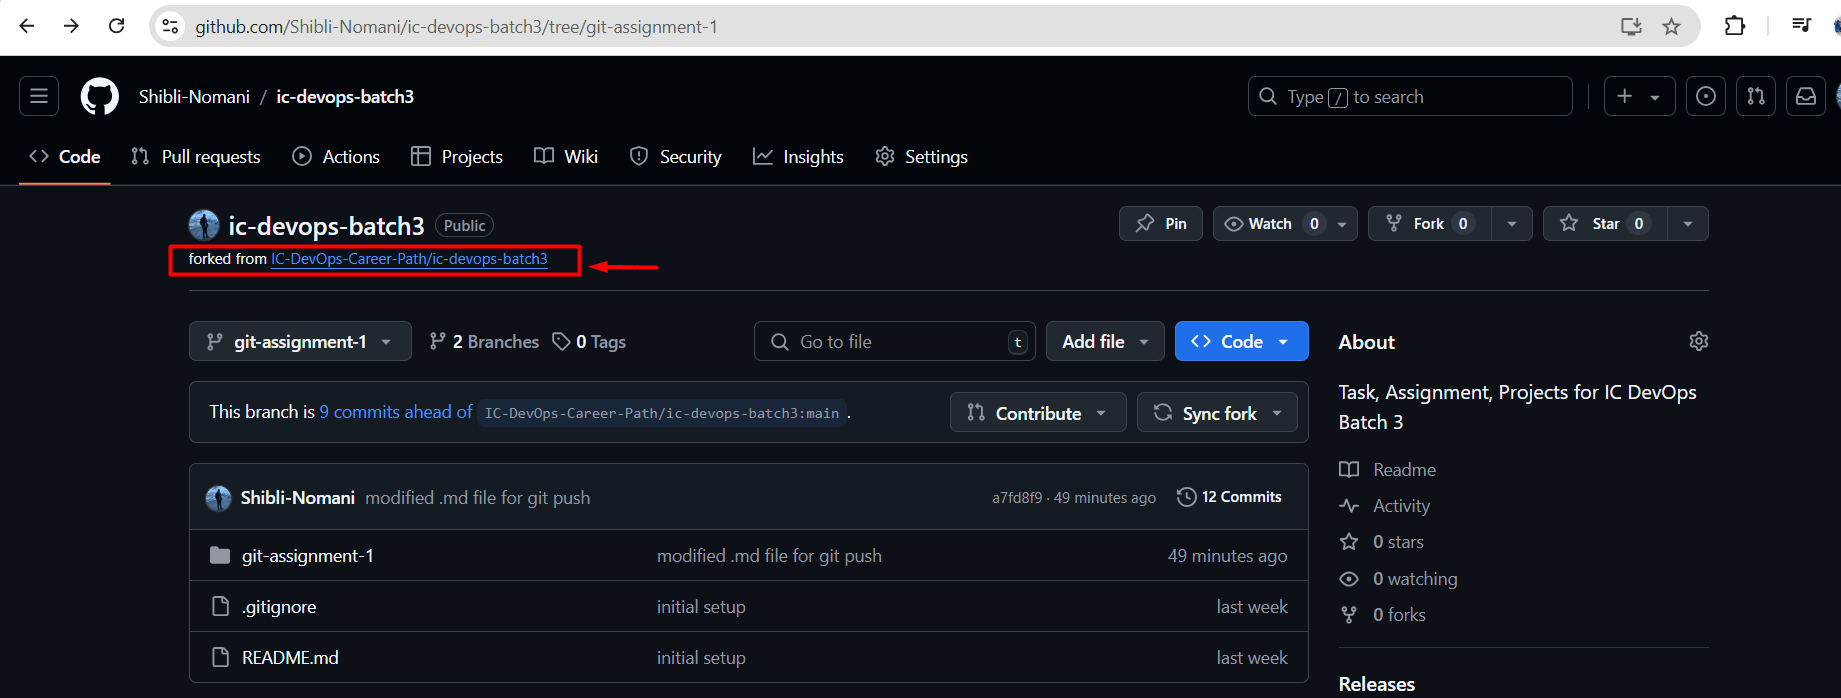 github.com/Shibli-Nomani/ic-devops-batch3/tree/git-assignment-1
Shibli-Nomani / ic-devops-batch3
Type / to search
Code Pull requests Actions Projects Wiki Security Insights Settings
ic-devops-batch3 Public
Pin Watch 0 Fork 0 Star 0
forked from IC-DevOps-Career-Path/ic-devops-batch3
git-assignment-1 2 Branches 0 Tags
Go to file t Add file Code
About
Task, Assignment, Projects for IC DevOps
Batch 3
This branch is 9 commits ahead of IC-DevOps-Career-Path/ic-devops-batch3:main .
Contribute Sync fork
Readme
Shibli-Nomani modified .md file for git push a7fd8f9 · 49 minutes ago 12 Commits
Activity
0 stars
git-assignment-1 modified .md file for git push 49 minutes ago
0 watching
.gitignore initial setup last week
0 forks
README.md initial setup last week
Releases